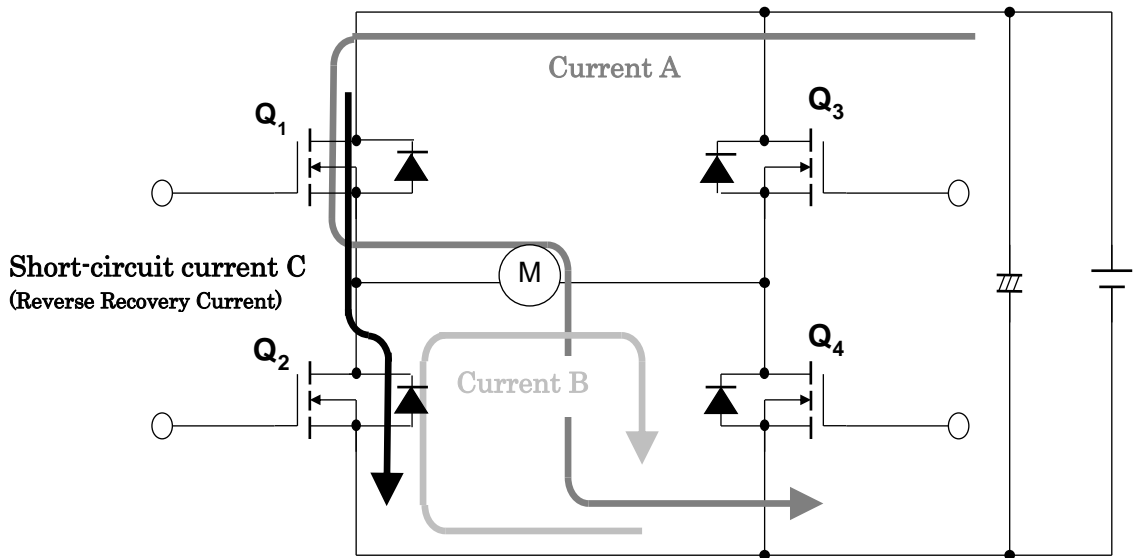 Current A
Q1
Q3
Short-circuit current C
(Reverse Recovery Current)
M
Q2
Q4
Current B